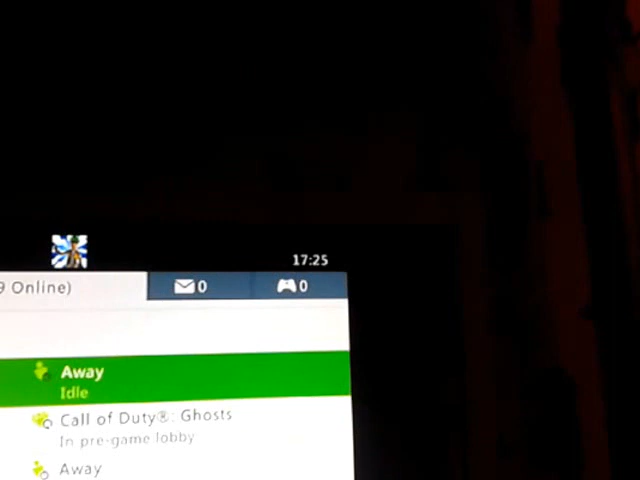 17:25
9 Online)
0
0
Away
Idle
Call of Duty®: Ghosts
In pre-game lobby
Away